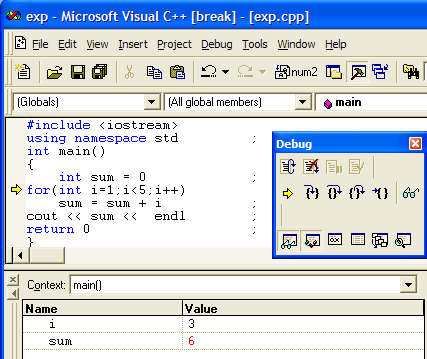 exp - Microsoft Visual C++ [break] - [exp.cpp]
File Edit View Insert Project Debug Tools Window Help
num2
(Globals) (All global members) main
#include <iostream>
using namespace std ;
int main()
{
int sum = 0 ;
for(int i=1;i<5;i++)
sum = sum + i ;
cout << sum << endl ;
return 0 ;
}
Debug
Context: main()
Name Value
i 3
sum 6